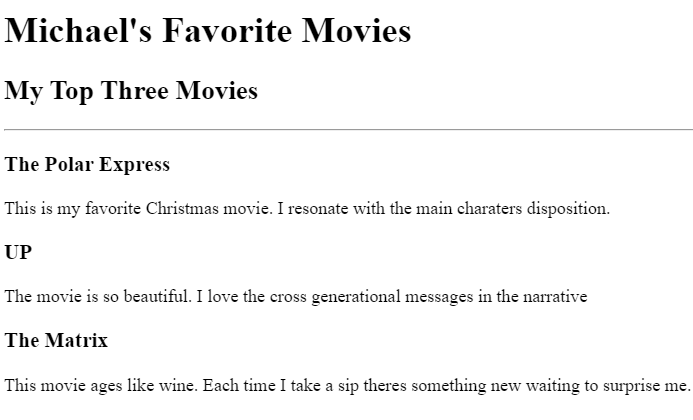 Michael's Favorite Movies
My Top Three Movies
The Polar Express
This is my favorite Christmas movie. I resonate with the main charaters disposition.
UP
The movie is so beautiful. I love the cross generational messages in the narrative
The Matrix
This movie ages like wine. Each time I take a sip theres something new waiting to surprise me.